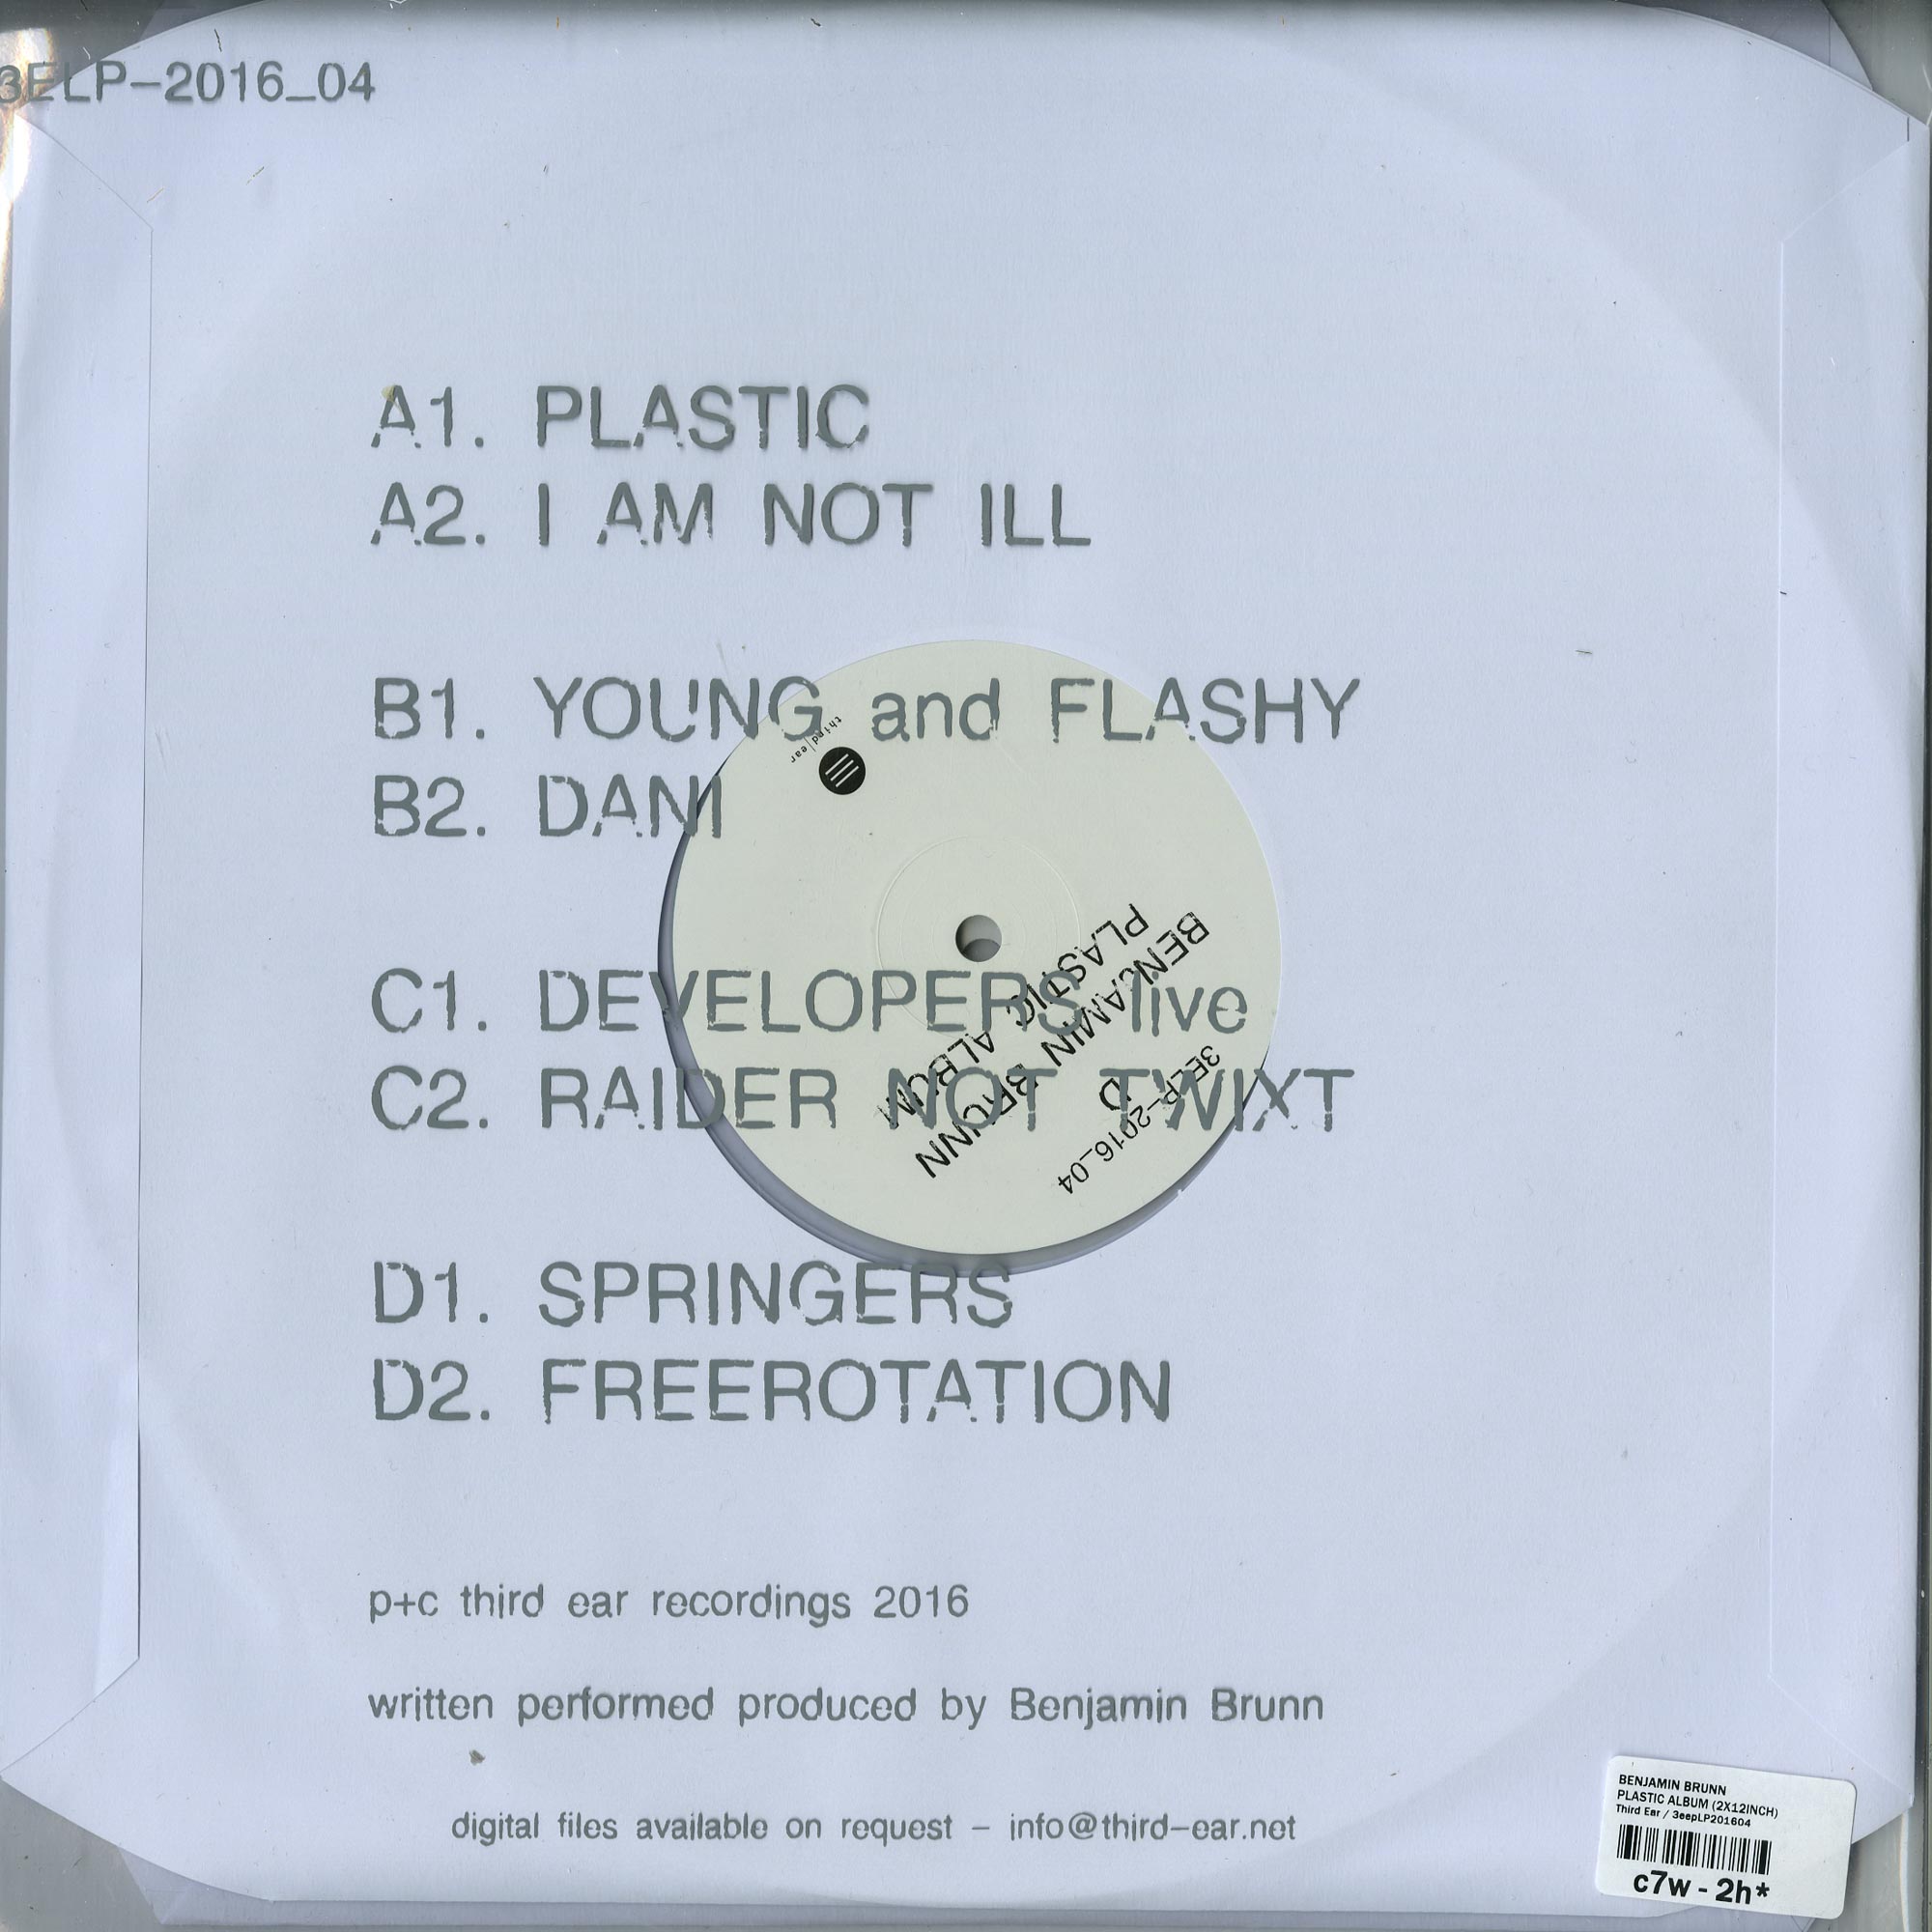 3ELP-2016_04
A1. PLASTIC
A2. I AM NOT ILL
B1. YOUNG and FLASHY
B2. DANI
C1. DEVELOPERS live
C2. RAIDER NOT TWIXT
D1. SPRINGERS
D2. FREEROTATION
third ear
BENJAMIN BRUNN
PLASTIC ALBUM
D
3ELP-2016_04
p+c third ear recordings 2016
written performed produced by Benjamin Brunn
digital files available on request - info@third-ear.net
BENJAMIN BRUNN
PLASTIC ALBUM (2X12INCH)
Third Ear / 3eepLP201604
c7w - 2h*